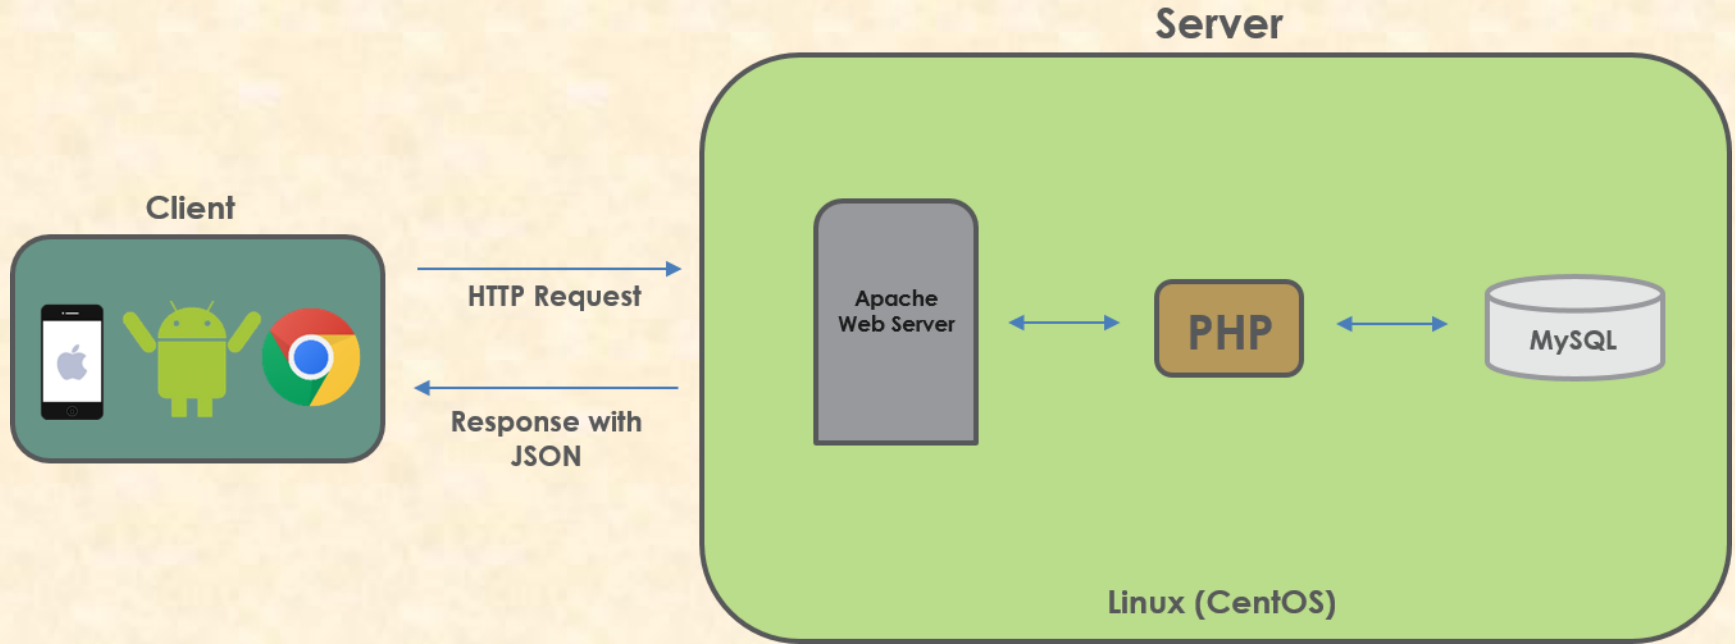 Server
Client
HTTP Request
Response with
JSON
Apache
Web Server
PHP
MySQL
Linux (CentOS)